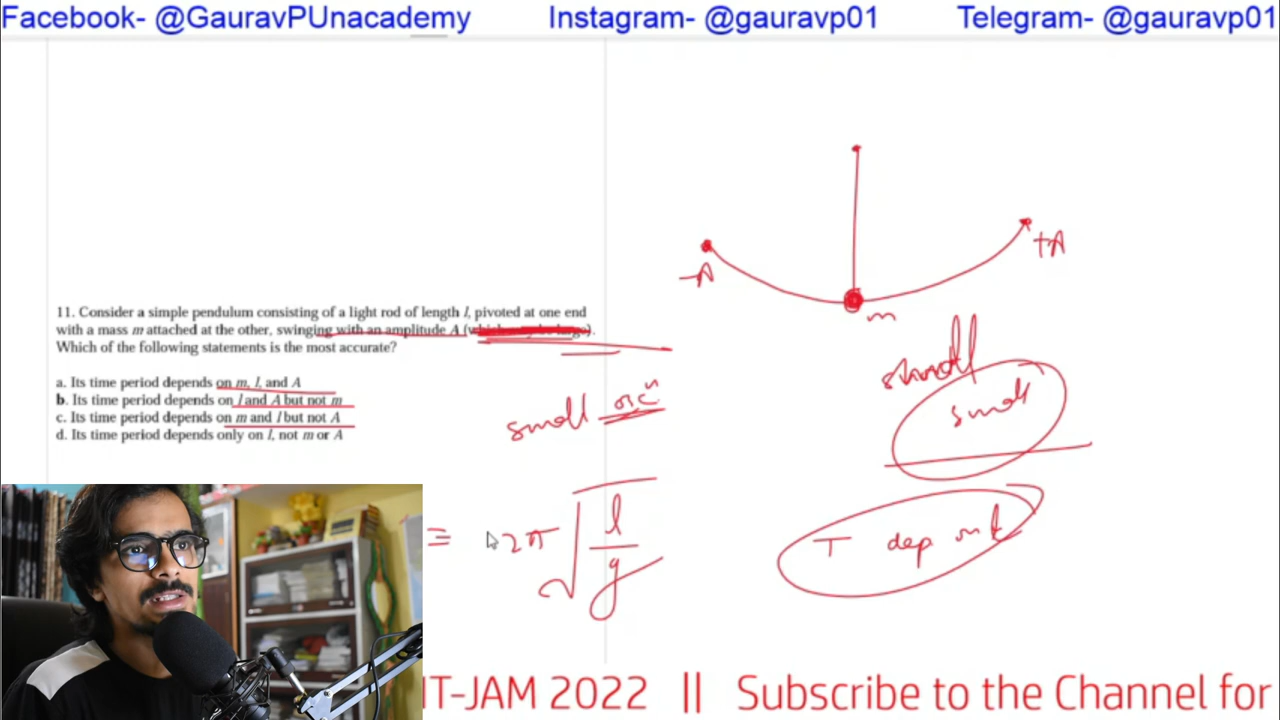 Facebook- @GauravPUnacademy Instagram- @gauravp01 Telegram- @gauravp01
11. Consider a simple pendulum consisting of a light rod of length l, pivoted at one end
with a mass m attached at the other, swinging with an amplitude A (
Which of the following statements is the most accurate?
a. Its time period depends on m, l, and A
b. Its time period depends on l and A but not m
c. Its time period depends on m and l but not A
d. Its time period depends only on l, not m or A
-A
+A
m
small oscⁿ
small
= 2π √ l/g
T dep
IT-JAM 2022 || Subscribe to the Channel for